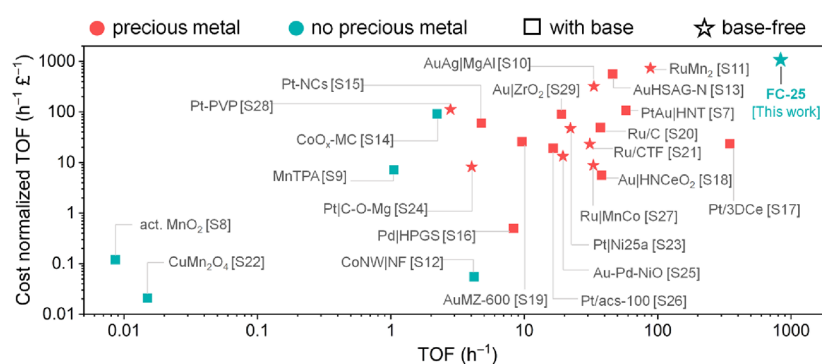 precious metal
no precious metal
with base
base-free
Cost normalized TOF (h⁻¹ £⁻¹)
1000
100
10
1
0.1
0.01
AuAg|MgAl [S10]
RuMn₂ [S11]
Pt-NCs [S15]
Au|ZrO₂ [S29]
AuHSAG-N [S13]
FC-25
[This work]
Pt-PVP [S28]
PtAu|HNT [S7]
CoOₓ-MC [S14]
Ru/C [S20]
Ru/CTF [S21]
MnTPA [S9]
Au|HNCeO₂ [S18]
Pt|C-O-Mg [S24]
Ru|MnCo [S27]
Pt/3DCe [S17]
act. MnO₂ [S8]
Pd|HPGS [S16]
Pt|Ni25a [S23]
CuMn₂O₄ [S22]
CoNW|NF [S12]
Au-Pd-NiO [S25]
AuMZ-600 [S19]
Pt/acs-100 [S26]
0.01
0.1
1
10
100
1000
TOF (h⁻¹)